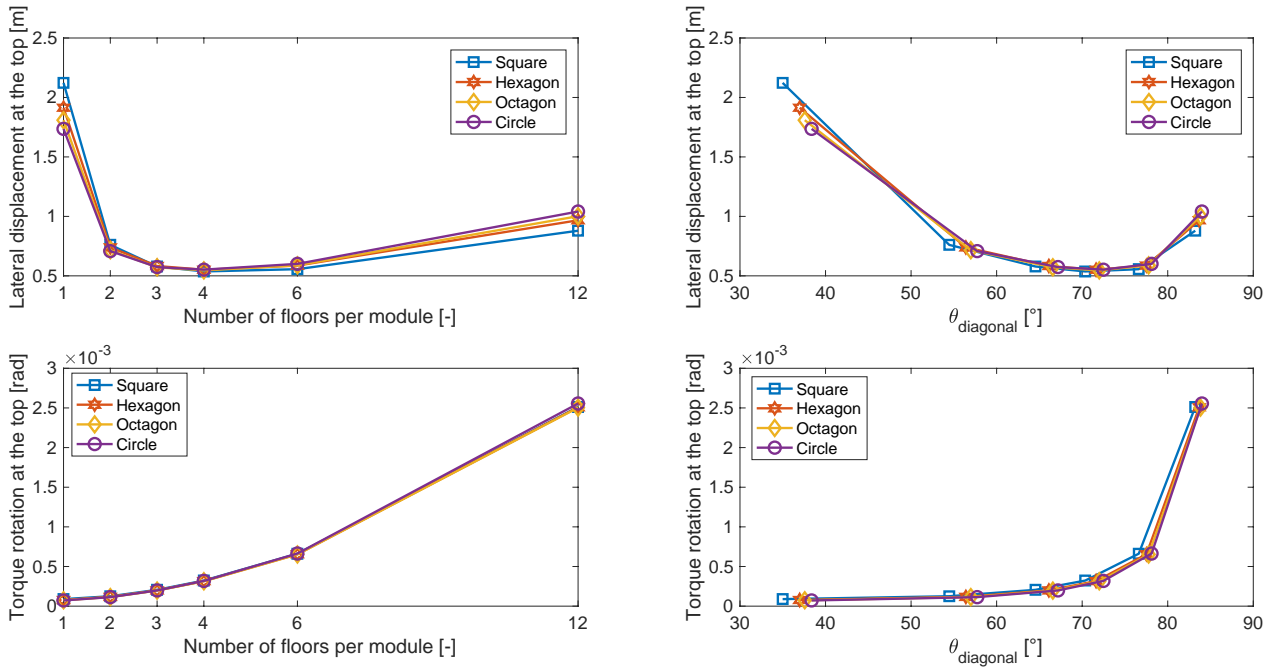 Lateral displacement at the top [m]
2.5
2
1.5
1
0.5
1
2
3
4
6
12
Number of floors per module [-]
Square
Hexagon
Octagon
Circle
Lateral displacement at the top [m]
2.5
2
1.5
1
0.5
30
40
50
60
70
80
90
θdiagonal [°]
Square
Hexagon
Octagon
Circle
Torque rotation at the top [rad]
×10-3
3
2.5
2
1.5
1
0.5
0
1
2
3
4
6
12
Number of floors per module [-]
Square
Hexagon
Octagon
Circle
Torque rotation at the top [rad]
×10-3
3
2.5
2
1.5
1
0.5
0
30
40
50
60
70
80
90
θdiagonal [°]
Square
Hexagon
Octagon
Circle